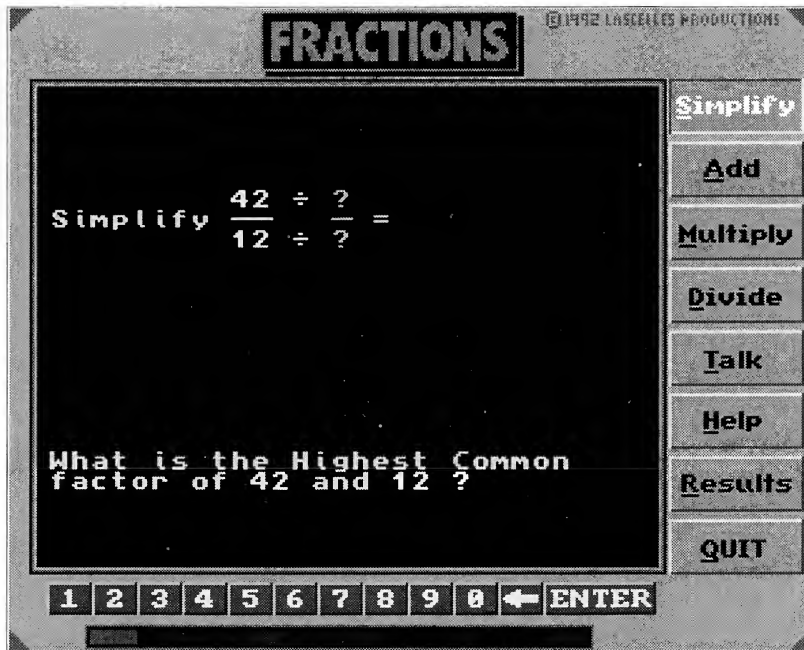 FRACTIONS
©1992 LASCELLES PRODUCTIONS
Simplify 42 ÷ ? =
12 ÷ ?
What is the Highest Common
factor of 42 and 12 ?
Simplify
Add
Multiply
Divide
Talk
Help
Results
QUIT
1 2 3 4 5 6 7 8 9 0 ← ENTER